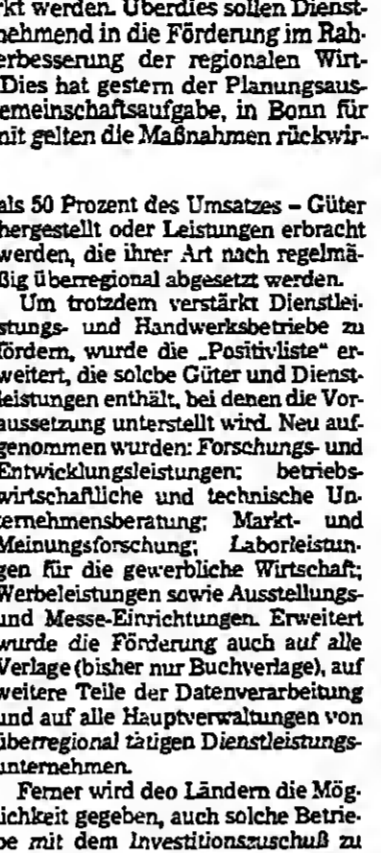 rkt werden. Überdies sollen Dienst-
nehmend in die Förderung im Rah-
erbesserung der regionalen Wirt-
Dies hat gestern der Planungsaus-
emeinschaftsaufgabe, in Bonn für
nit gelten die Maßnahmen rückwir-
als 50 Prozent des Umsatzes – Güter
hergestellt oder Leistungen erbracht
werden, die ihrer Art nach regelmä-
ßig überregional abgesetzt werden.
Um trotzdem verstärkt Dienstlei-
stungs- und Handwerksbetriebe zu
fördern, wurde die „Positivliste“ er-
weitert, die solche Güter und Dienst-
leistungen enthält, bei denen die Vor-
aussetzung unterstellt wird. Neu auf-
genommen wurden: Forschungs- und
Entwicklungsleistungen; betriebs-
wirtschaftliche und technische Un-
ternehmensberatung; Markt- und
Meinungsforschung; Laborleistun-
gen für die gewerbliche Wirtschaft;
Werbeleistungen sowie Ausstellungs-
und Messe-Einrichtungen. Erweitert
wurde die Förderung auch auf alle
Verlage (bisher nur Buchverlage), auf
weitere Teile der Datenverarbeitung
und auf alle Hauptverwaltungen von
überregional tätigen Dienstleistungs-
unternehmen.
Ferner wird deo Ländern die Mög-
lichkeit gegeben, auch solche Betrie-
be mit dem Investitionszuschuß zu